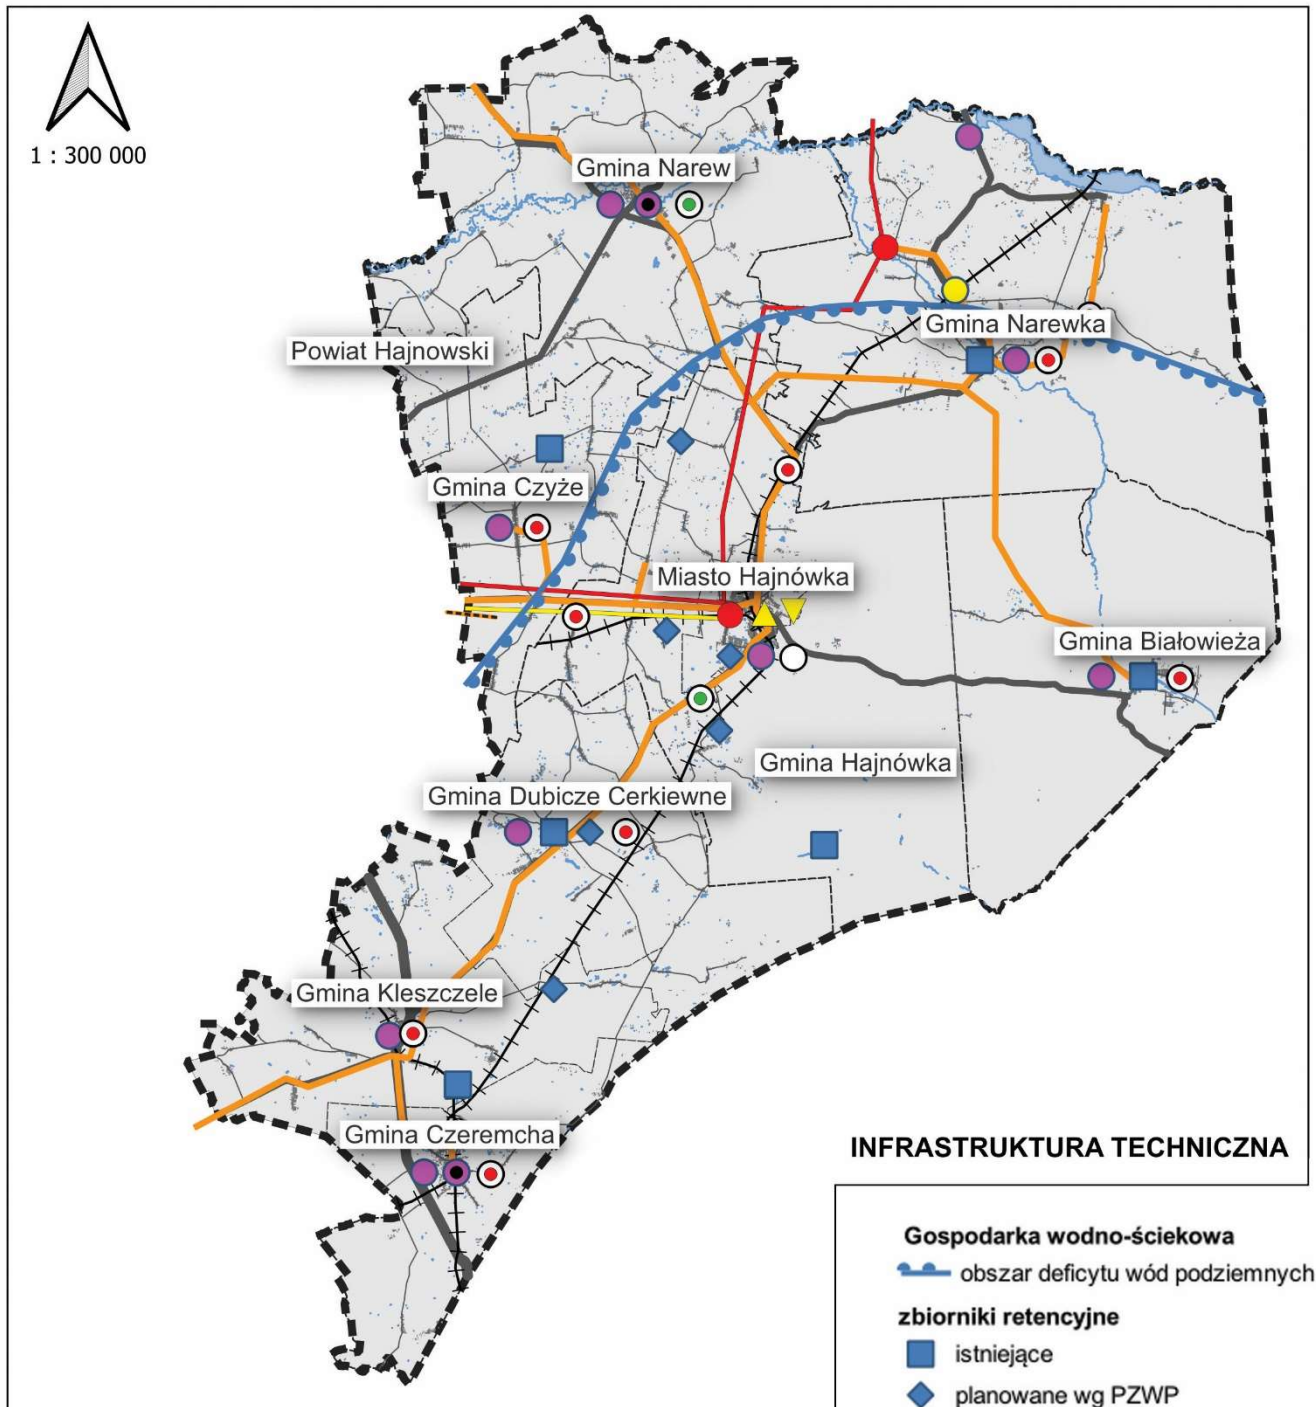 1 : 300 000
Gmina Narew
Gmina Narewka
Powiat Hajnowski
Gmina Czyże
Miasto Hajnówka
Gmina Białowieża
Gmina Hajnówka
Gmina Dubicze Cerkiewne
Gmina Kleszczele
Gmina Czeremcha
INFRASTRUKTURA TECHNICZNA
Gospodarka wodno-ściekowa
obszar deficytu wód podziemnych
zbiorniki retencyjne
istniejące
planowane wg PZWP